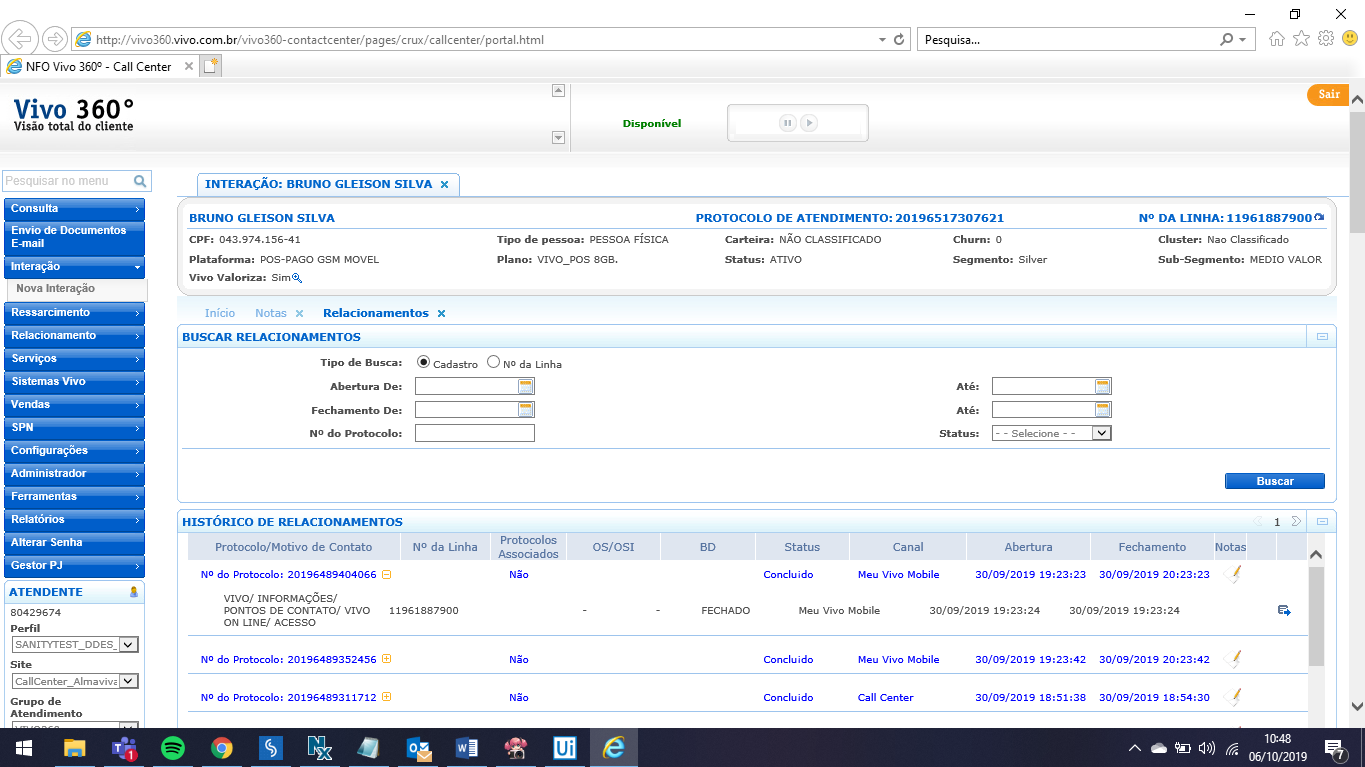 http://vivo360.vivo.com.br/vivo360-contactcenter/pages/crux/callcenter/portal.html
Pesquisa...
NFO Vivo 360º - Call Center
Vivo 360°
Visão total do cliente
Disponível
Sair
Pesquisar no menu
Consulta
Envio de Documentos
E-mail
Interação
Nova Interação
Ressarcimento
Relacionamento
Serviços
Sistemas Vivo
Vendas
SPN
Configurações
Administrador
Ferramentas
Relatórios
Alterar Senha
Gestor PJ
ATENDENTE
80429674
Perfil
SANITYTEST_DDES_
Site
CallCenter_Almaviva
Grupo de
Atendimento
INTERAÇÃO: BRUNO GLEISON SILVA
BRUNO GLEISON SILVA PROTOCOLO DE ATENDIMENTO: 20196517307621 Nº DA LINHA: 11961887900
CPF: 043.974.156-41 Tipo de pessoa: PESSOA FÍSICA Carteira: NÃO CLASSIFICADO Churn: 0 Cluster: Nao Classificado
Plataforma: POS-PAGO GSM MOVEL Plano: VIVO_POS 8GB. Status: ATIVO Segmento: Silver Sub-Segmento: MEDIO VALOR
Vivo Valoriza: Sim
Início Notas Relacionamentos
BUSCAR RELACIONAMENTOS
Tipo de Busca: Cadastro Nº da Linha
Abertura De: Até:
Fechamento De: Até:
Nº do Protocolo: Status: - - Selecione - -
Buscar
HISTÓRICO DE RELACIONAMENTOS 1
Protocolo/Motivo de Contato Nº da Linha Protocolos Associados OS/OSI BD Status Canal Abertura Fechamento Notas
Nº do Protocolo: 20196489404066 Não Concluido Meu Vivo Mobile 30/09/2019 19:23:23 30/09/2019 20:23:23
VIVO/ INFORMAÇÕES/
PONTOS DE CONTATO/ VIVO 11961887900 - - FECHADO Meu Vivo Mobile 30/09/2019 19:23:24 30/09/2019 19:23:24
ON LINE/ ACESSO
Nº do Protocolo: 20196489352456 Não Concluido Meu Vivo Mobile 30/09/2019 19:23:42 30/09/2019 20:23:42
Nº do Protocolo: 20196489311712 Não Concluido Call Center 30/09/2019 18:51:38 30/09/2019 18:54:30
10:48
06/10/2019